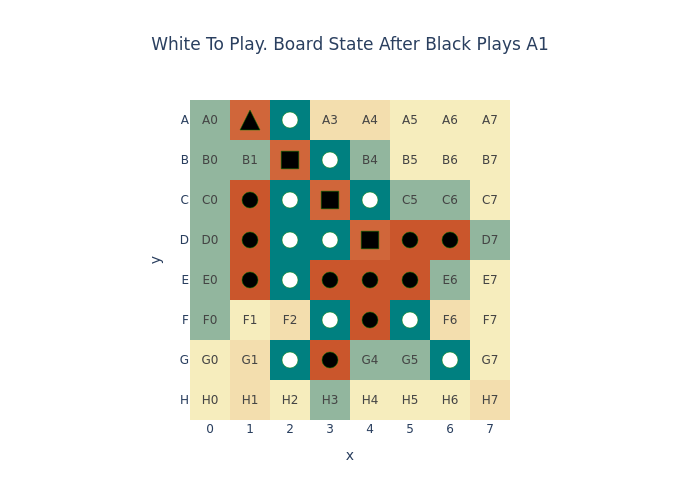 White To Play. Board State After Black Plays A1
A A0 A3 A4 A5 A6 A7
B B0 B1 B4 B5 B6 B7
C C0 C5 C6 C7
D D0 D7
E E0 E6 E7
F F0 F1 F2 F6 F7
G G0 G1 G4 G5 G7
H H0 H1 H2 H3 H4 H5 H6 H7
0 1 2 3 4 5 6 7
x
y